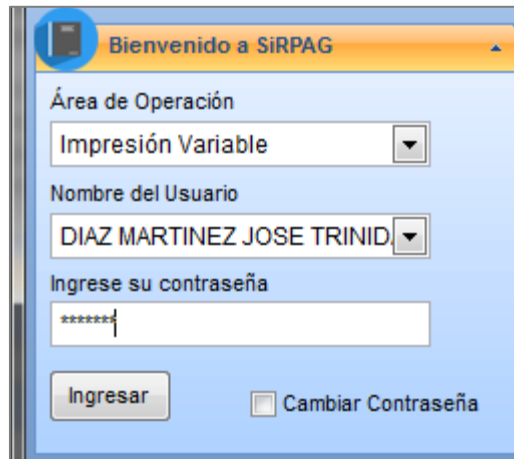 Bienvenido a SiRPAG
Área de Operación
Impresión Variable
Nombre del Usuario
DIAZ MARTINEZ JOSE TRINID
Ingrese su contraseña
*******
Ingresar
Cambiar Contraseña